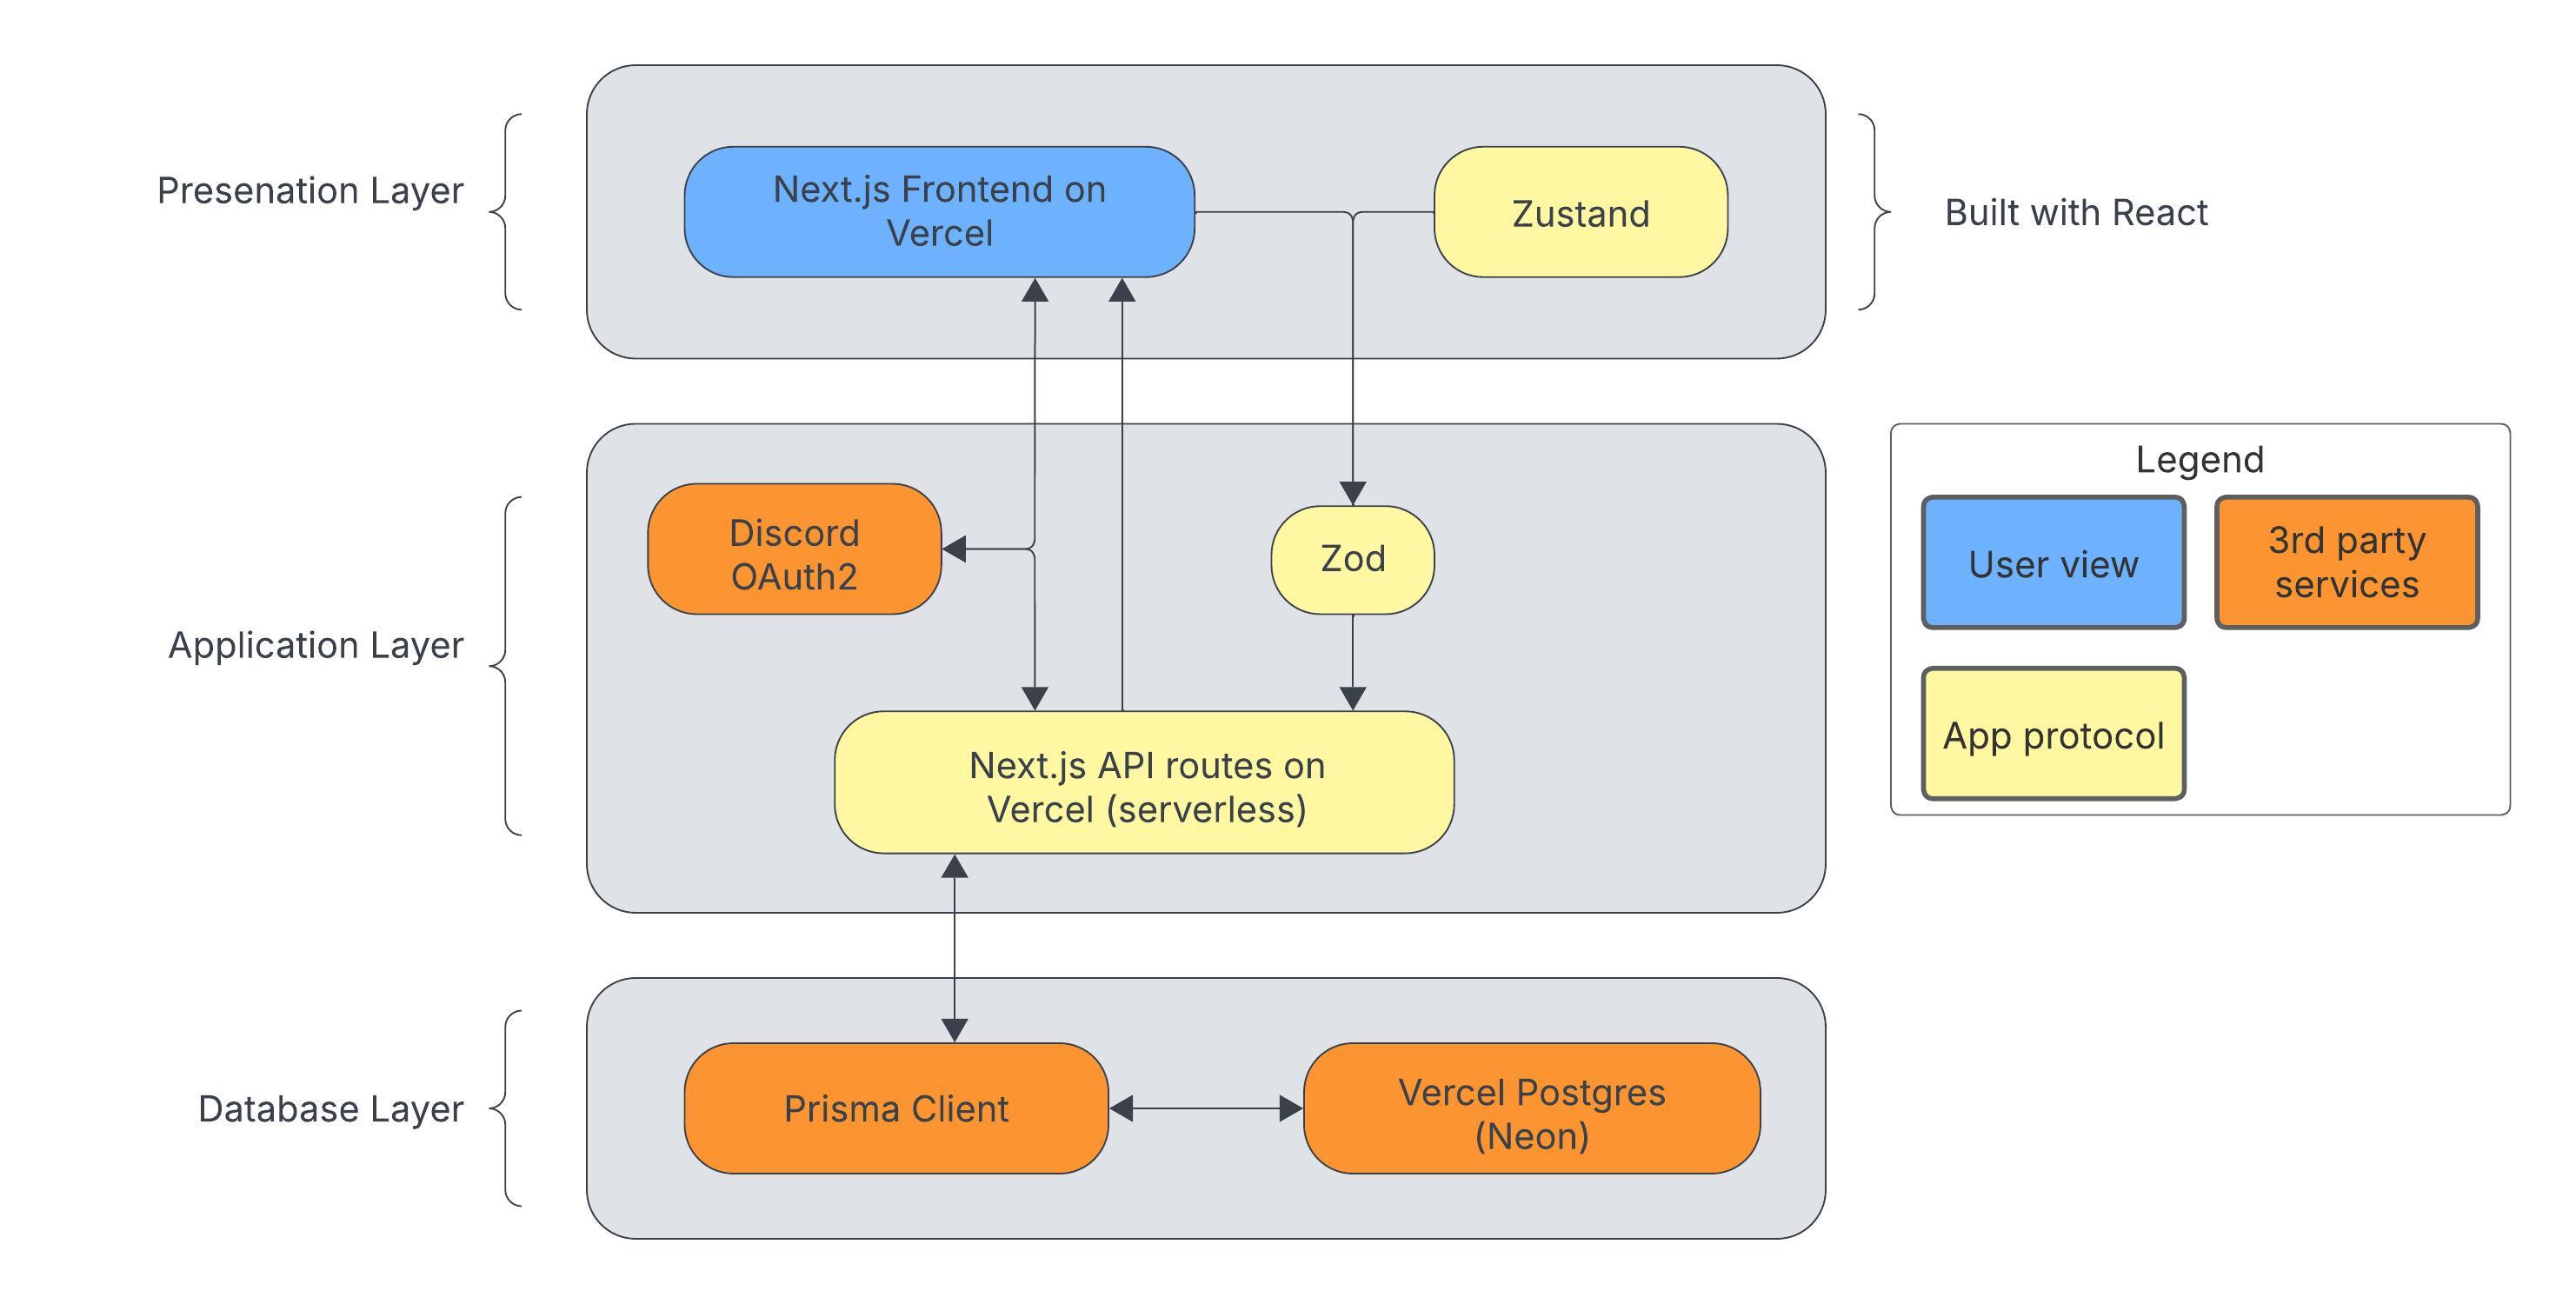 Presenation Layer
Next.js Frontend on
Vercel
Zustand
Built with React
Application Layer
Discord
OAuth2
Zod
Next.js API routes on
Vercel (serverless)
Legend
User view
3rd party
services
App protocol
Database Layer
Prisma Client
Vercel Postgres
(Neon)